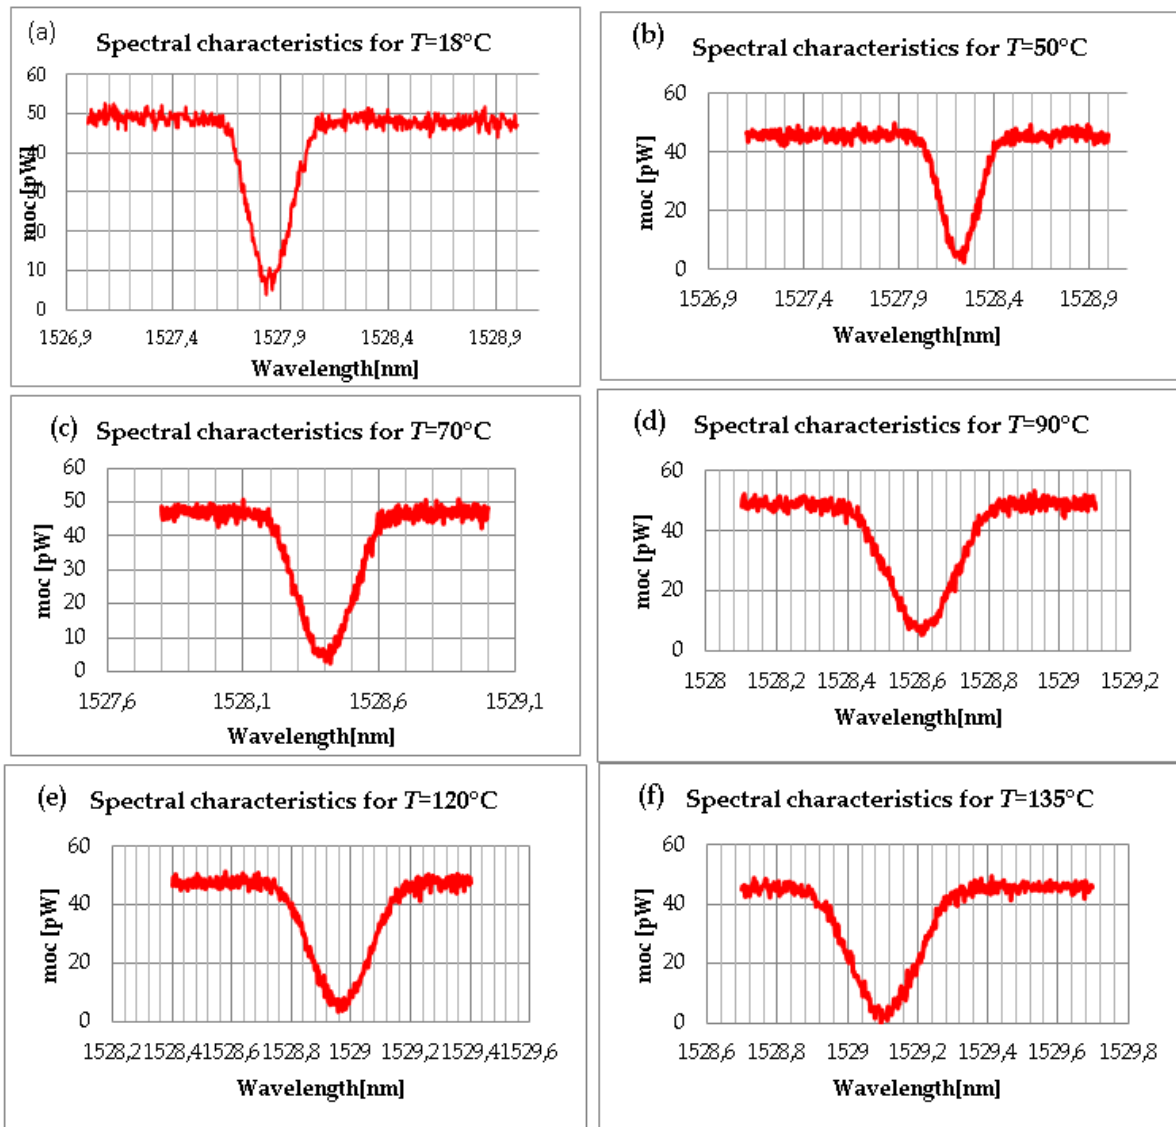 (a) Spectral characteristics for T=18°C
60
50
40
30
20
10
0
moc [pW]
1526,9 1527,4 1527,9 1528,4 1528,9
Wavelength[nm]
(b) Spectral characteristics for T=50°C
60
40
20
0
moc [pW]
1526,9 1527,4 1527,9 1528,4 1528,9
Wavelength[nm]
(c) Spectral characteristics for T=70°C
60
50
40
30
20
10
0
moc [pW]
1527,6 1528,1 1528,6 1529,1
Wavelength[nm]
(d) Spectral characteristics for T=90°C
60
40
20
0
moc [pW]
1528 1528,2 1528,4 1528,6 1528,8 1529 1529,2
Wavelength[nm]
(e) Spectral characteristics for T=120°C
60
40
20
0
moc [pW]
1528,2 1528,4 1528,6 1528,8 1529 1529,2 1529,4 1529,6
Wavelength[nm]
(f) Spectral characteristics for T=135°C
60
40
20
0
moc [pW]
1528,6 1528,8 1529 1529,2 1529,4 1529,6 1529,8
Wavelength[nm]